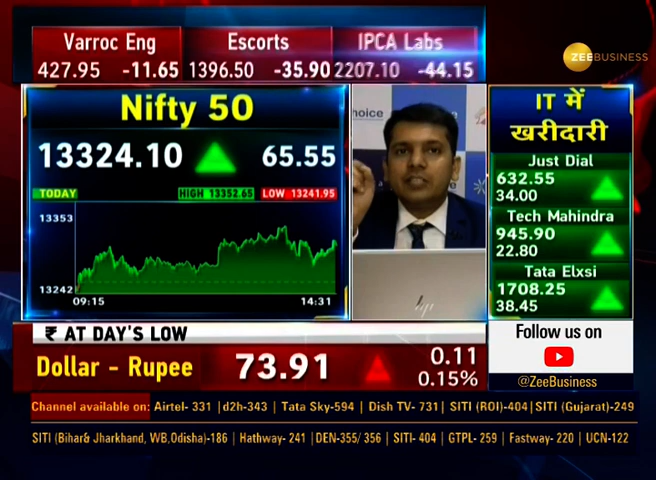 Varroc Eng
427.95 -11.65
Escorts
1396.50 -35.90
IPCA Labs
2207.10 -44.15
ZEEBUSINESS
Nifty 50
13324.10 65.55
TODAY
HIGH 13352.65 LOW 13241.95
13353
13242
09:15 14:31
hoice
hp
IT में
खरीदारी
Just Dial
632.55
34.00
Tech Mahindra
945.90
22.80
Tata Elxsi
1708.25
38.45
₹ AT DAY'S LOW
Dollar - Rupee 73.91 0.11
0.15%
Follow us on
@ZeeBusiness
Channel available on: Airtel- 331 |d2h-343 | Tata Sky-594 | Dish TV- 731| SITI (ROI)-404|SITI (Gujarat)-249
SITI (Bihar& Jharkhand, WB,Odisha)-186 |Hathway- 241 |DEN-355/ 356 | SITI- 404 | GTPL- 259 | Fastway- 220 | UCN-122